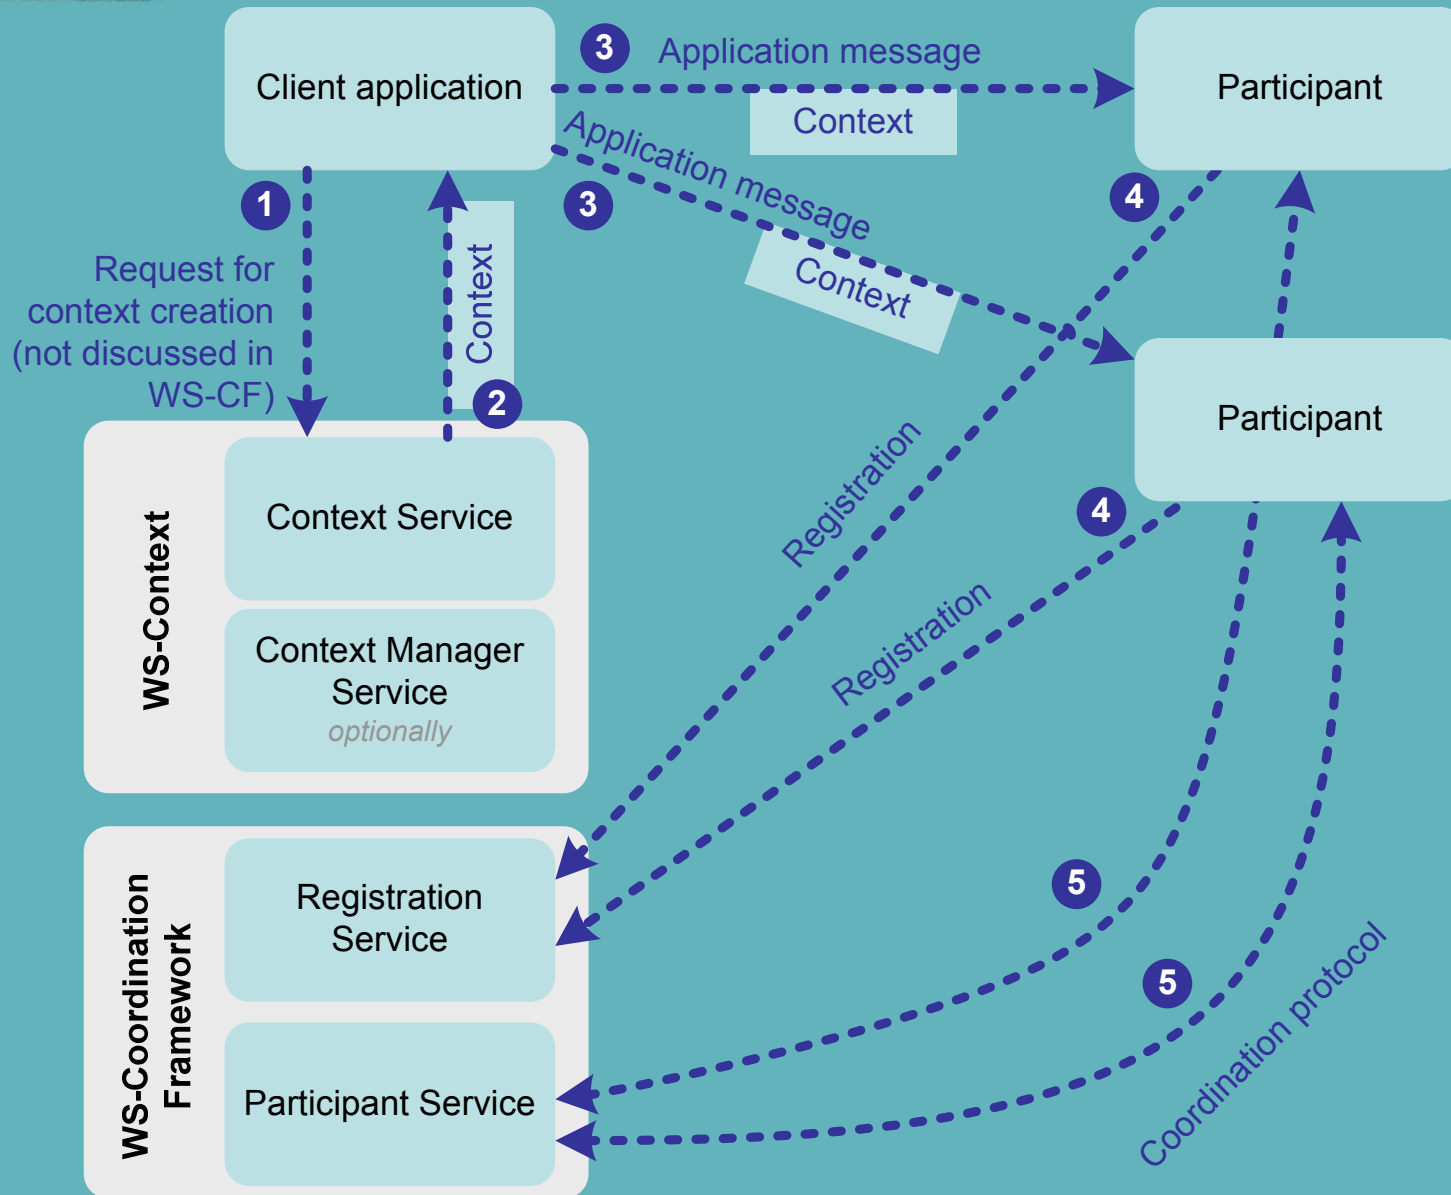 Client application
3
Application message
Context
Participant
Application message
3
Context
1
Request for
context creation
(not discussed in
WS-CF)
Context
2
4
Participant
WS-Context
Context Service
Context Manager
Service
optionally
Registration
4
Registration
WS-Coordination
Framework
Registration
Service
Participant Service
5
5
Coordination protocol